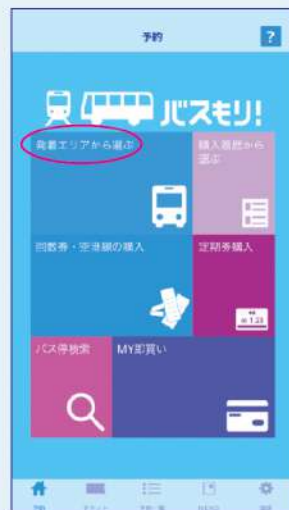 予約
?
バスもり!
発着エリアから選ぶ
購入履歴から
選ぶ
回数券・空港線の購入
定期券購入
バス停検索
MY即買い